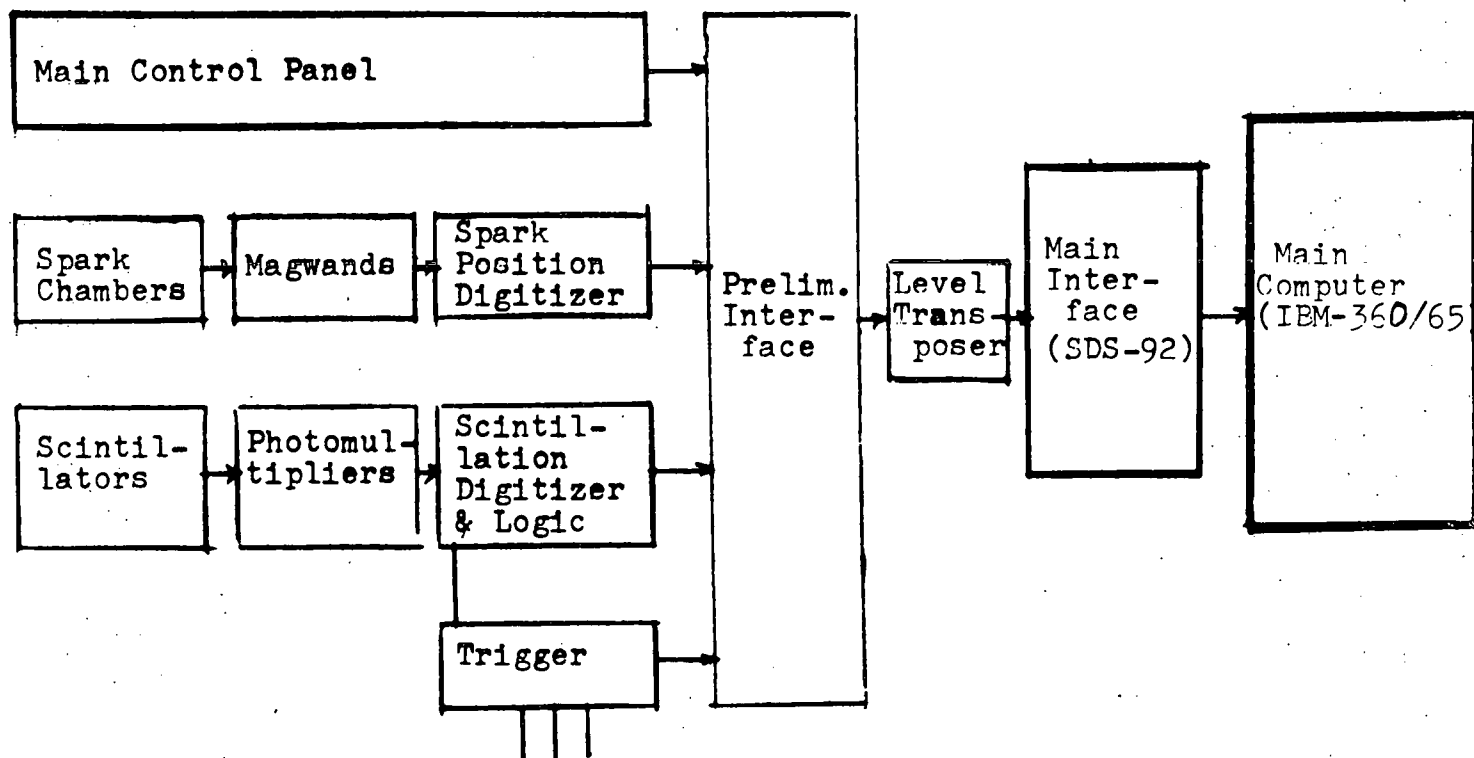 Main Control Panel
Spark
Chambers
Magwands
Spark
Position
Digitizer
Scintil-
lators
Photomul-
tipliers
Scintil-
lation
Digitizer
& Logic
Trigger
Prelim.
Inter-
face
Level
Trans-
poser
Main
Inter-
face
(SDS-92)
Main
Computer
(IBM-360/65)